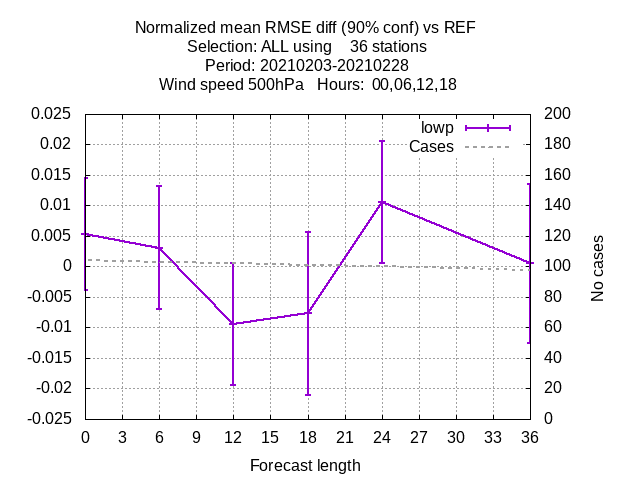 Normalized mean RMSE diff (90% conf) vs REF
Selection: ALL using    36 stations
Period: 20210203-20210228
Wind speed 500hPa   Hours:  00,06,12,18
lowp
Cases
0.025
0.02
0.015
0.01
0.005
0
-0.005
-0.01
-0.015
-0.02
-0.025
200
180
160
140
120
100
80
60
40
20
0
No cases
0 3 6 9 12 15 18 21 24 27 30 33 36
Forecast length